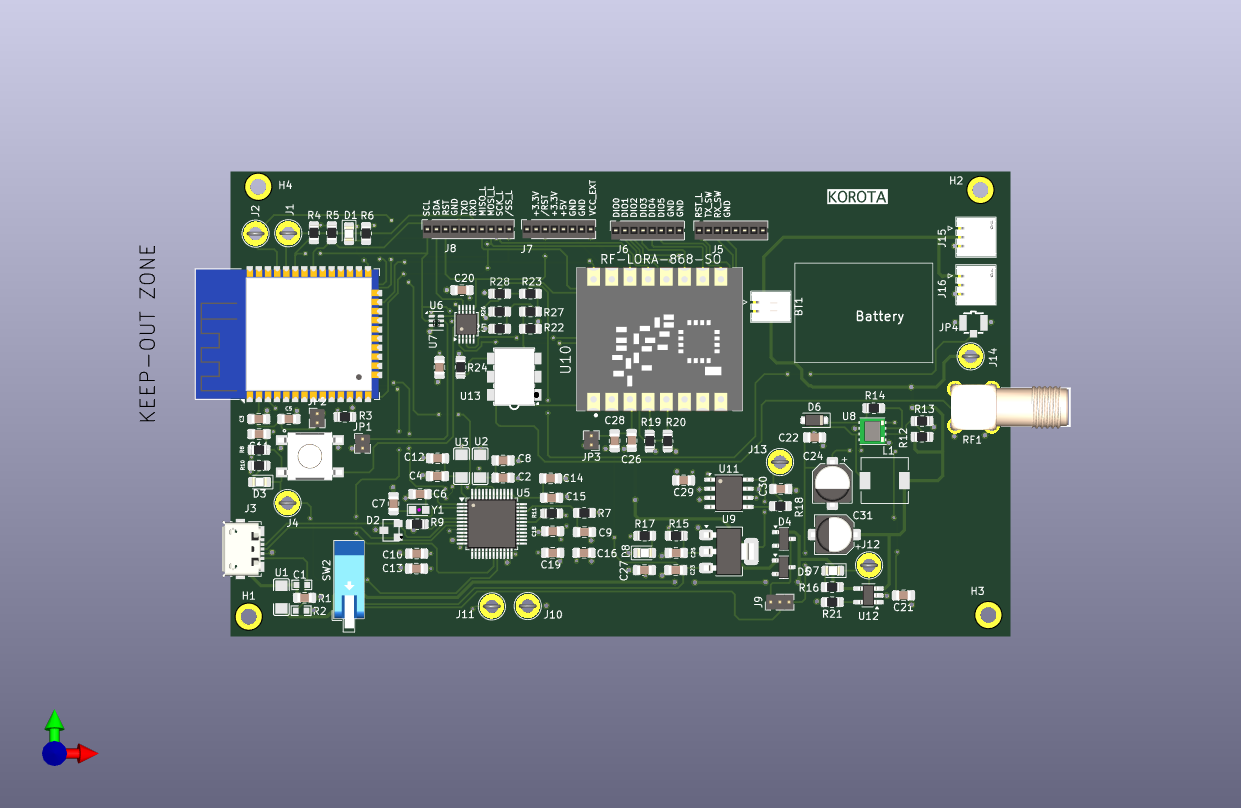 KEEP-OUT ZONE
H4
J2
J1
R4 R5 D1 R6
SCL
SDA
RST
GND
TXD
RXD
MISO_L
MOSI_L
SCK_L
/SS_L
J8
+3.3V
/RST
+3.3V
+5V
GND
GND
VCC_EXT
J7
DIO0
DIO1
DIO2
DIO3
DIO4
DIO5
GND
GND
J6
RST_L
TX_SW
RX_SW
GND
J5
KOROTA
H2
J15
J16
JP4
J14
RF-LORA-868-SO
U10
BT1
Battery
C20
R28 R23
R27
R22
U6
U7
R24
U13
JP2
R3
JP1
D3
J4
J3
C28
R19 R20
JP3
C26
D6
R14
U8
R13
R12
RF1
C22
L1
C24
C31
J13
U11
C29
C30
R18
U9
D4
U3 U2
C12
C4
C8
C2
C6
C7
Y1
D2
R9
U5
C14
C15
R7
C9
C10
C13
C19
C16
R17 R15
D8
C27
D7
J12
R16
R21
U12
C21
J9
J11
J10
SW2
U1 C1
R1
R2
H1
H3